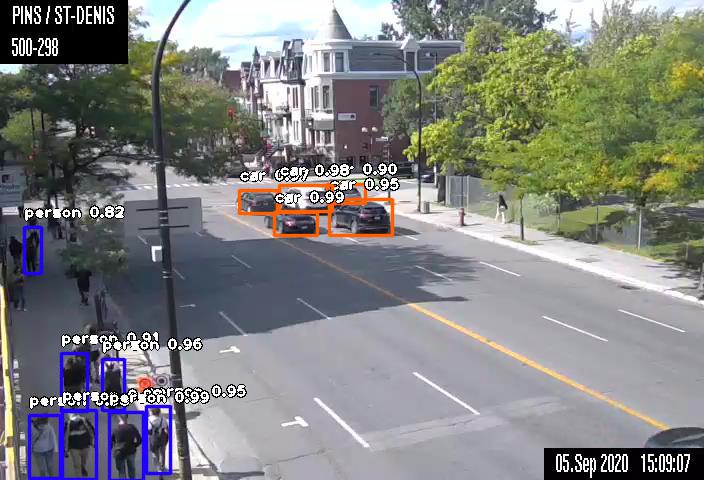 PINS / ST-DENIS
500-298
car 0.98
0.90
car 0.95
car 0.99
person 0.82
person 0.91
person 0.96
0.95
0.99
05.Sep 2020 15:09:07